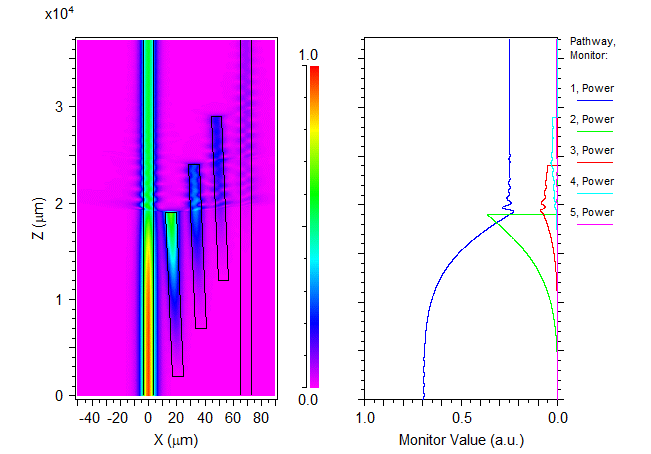 x10⁴
3
2
1
0
Z (μm)
-40 -20 0 20 40 60 80
X (μm)
1.0
0.0
1.0 0.5 0.0
Monitor Value (a.u.)
Pathway,
Monitor:
1, Power
2, Power
3, Power
4, Power
5, Power